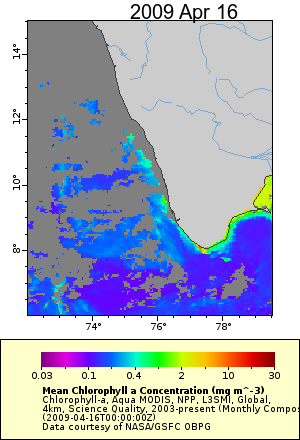 2009 Apr 16
14°
12°
10°
8°
74°
76°
78°
0.03
0.1
0.4
2
10
30
Mean Chlorophyll a Concentration (mg m^-3)
Chlorophyll-a, Aqua MODIS, NPP, L3SMI, Global,
4km, Science Quality, 2003-present (Monthly Compos
(2009-04-16T00:00:00Z)
Data courtesy of NASA/GSFC OBPG